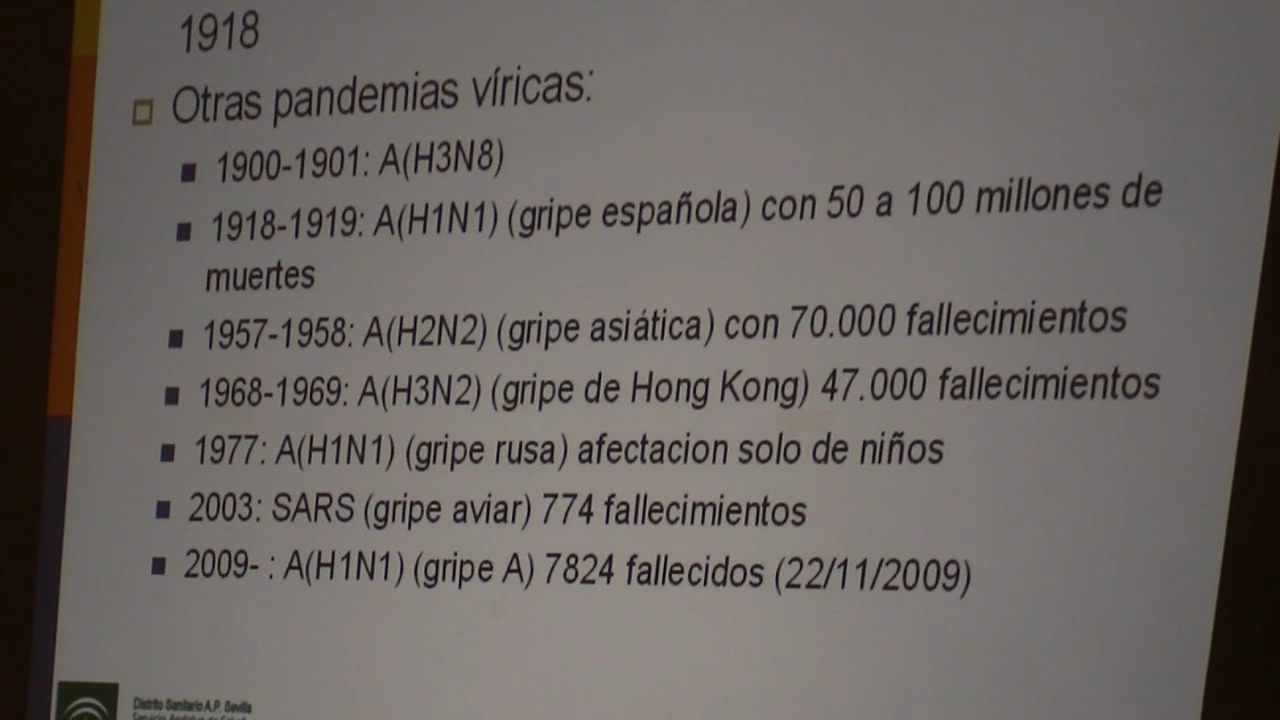 1918
Otras pandemias víricas:
1900-1901: A(H3N8)
1918-1919: A(H1N1) (gripe española) con 50 a 100 millones de
muertes
1957-1958: A(H2N2) (gripe asiática) con 70.000 fallecimientos
1968-1969: A(H3N2) (gripe de Hong Kong) 47.000 fallecimientos
1977: A(H1N1) (gripe rusa) afectacion solo de niños
2003: SARS (gripe aviar) 774 fallecimientos
2009- : A(H1N1) (gripe A) 7824 fallecidos (22/11/2009)
Distrito Sanitario A.P. Sevilla